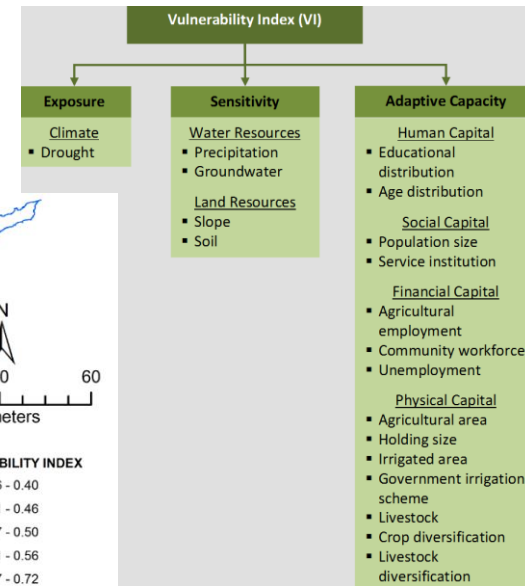 Vulnerability Index (VI)
Exposure
Climate
▪ Drought
Sensitivity
Water Resources
▪ Precipitation
▪ Groundwater
Land Resources
▪ Slope
▪ Soil
Adaptive Capacity
Human Capital
▪ Educational
distribution
▪ Age distribution
Social Capital
▪ Population size
▪ Service institution
Financial Capital
▪ Agricultural
employment
▪ Community workforce
▪ Unemployment
Physical Capital
▪ Agricultural area
▪ Holding size
▪ Irrigated area
▪ Government irrigation
scheme
▪ Livestock
▪ Crop diversification
▪ Livestock
diversification
N
60
INDEX
- 0.40
- 0.46
- 0.50
- 0.56
- 0.72